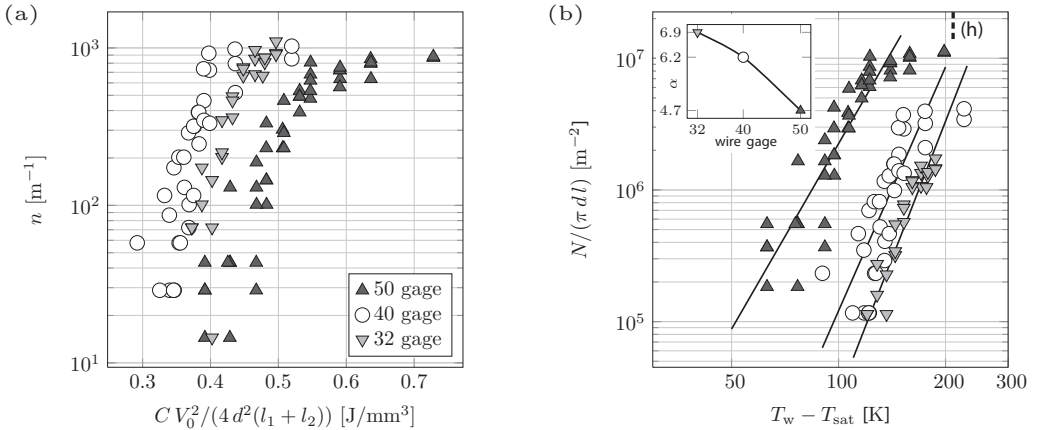 (a)
10³
10²
10¹
n [m⁻¹]
50 gage
40 gage
32 gage
0.3 0.4 0.5 0.6 0.7
C V₀²/(4 d²(l₁ + l₂)) [J/mm³]
(b)
(h)
10⁷
10⁶
10⁵
N/(π d l) [m⁻²]
6.9
6.2
α
4.7
32 40 50
wire gage
50 100 200 300
T_w − T_sat [K]